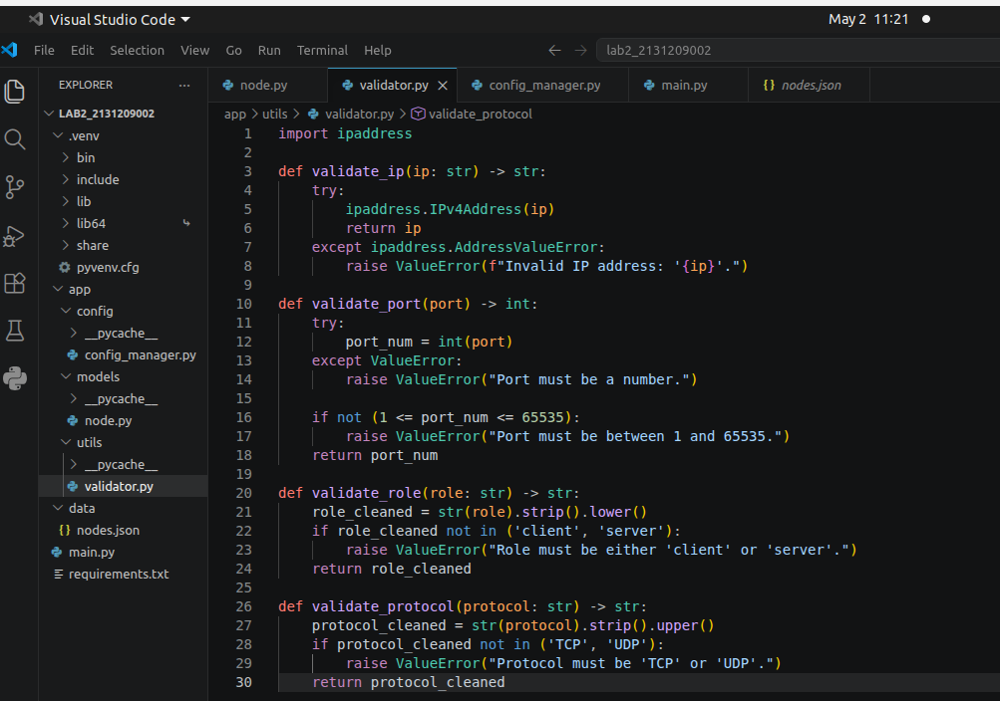 Visual Studio Code
May 2 11:21
File Edit Selection View Go Run Terminal Help
lab2_2131209002
EXPLORER
LAB2_2131209002
.venv
bin
include
lib
lib64
share
pyvenv.cfg
app
config
__pycache__
config_manager.py
models
__pycache__
node.py
utils
__pycache__
validator.py
data
{} nodes.json
main.py
requirements.txt
node.py validator.py config_manager.py main.py {} nodes.json
app > utils > validator.py > validate_protocol
1 import ipaddress
2
3 def validate_ip(ip: str) -> str:
4     try:
5         ipaddress.IPv4Address(ip)
6         return ip
7     except ipaddress.AddressValueError:
8         raise ValueError(f"Invalid IP address: '{ip}'.")
9
10 def validate_port(port) -> int:
11     try:
12         port_num = int(port)
13     except ValueError:
14         raise ValueError("Port must be a number.")
15
16     if not (1 <= port_num <= 65535):
17         raise ValueError("Port must be between 1 and 65535.")
18     return port_num
19
20 def validate_role(role: str) -> str:
21     role_cleaned = str(role).strip().lower()
22     if role_cleaned not in ('client', 'server'):
23         raise ValueError("Role must be either 'client' or 'server'.")
24     return role_cleaned
25
26 def validate_protocol(protocol: str) -> str:
27     protocol_cleaned = str(protocol).strip().upper()
28     if protocol_cleaned not in ('TCP', 'UDP'):
29         raise ValueError("Protocol must be 'TCP' or 'UDP'.")
30     return protocol_cleaned